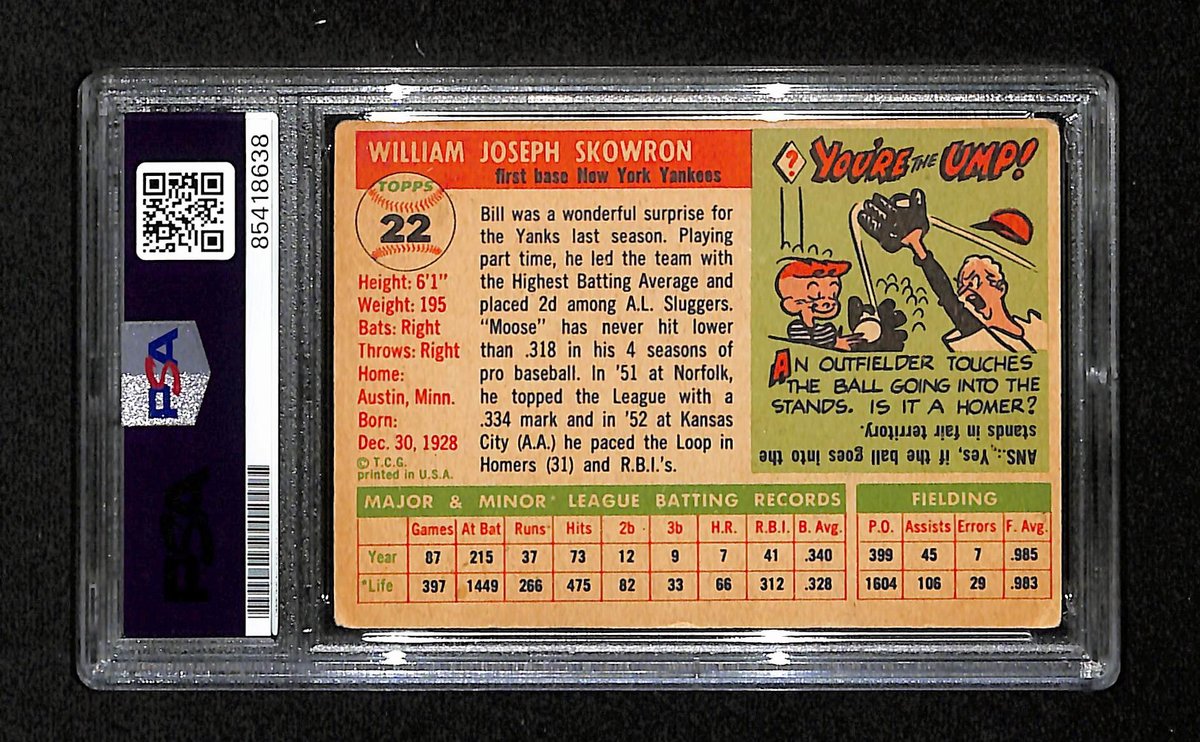 85418638
PSA
PSA
WILLIAM JOSEPH SKOWRON
first base New York Yankees
TOPPS
22
Height: 6'1"
Weight: 195
Bats: Right
Throws: Right
Home:
Austin, Minn.
Born:
Dec. 30, 1928
© T.C.G.
printed in U.S.A.
Bill was a wonderful surprise for
the Yanks last season. Playing
part time, he led the team with
the Highest Batting Average and
placed 2d among A.L. Sluggers.
"Moose" has never hit lower
than .318 in his 4 seasons of
pro baseball. In '51 at Norfolk,
he topped the League with a
.334 mark and in '52 at Kansas
City (A.A.) he paced the Loop in
Homers (31) and R.B.I.'s.
? YOU'RE THE UMP!
AN OUTFIELDER TOUCHES
THE BALL GOING INTO THE
STANDS. IS IT A HOMER?
ANS.: Yes, if the ball goes into the
stands in fair territory.
MAJOR & MINOR* LEAGUE BATTING RECORDS
Games At Bat Runs Hits 2b 3b H.R. R.B.I. B. Avg.
Year 87 215 37 73 12 9 7 41 .340
*Life 397 1449 266 475 82 33 66 312 .328
FIELDING
P.O. Assists Errors F. Avg.
399 45 7 .985
1604 106 29 .983